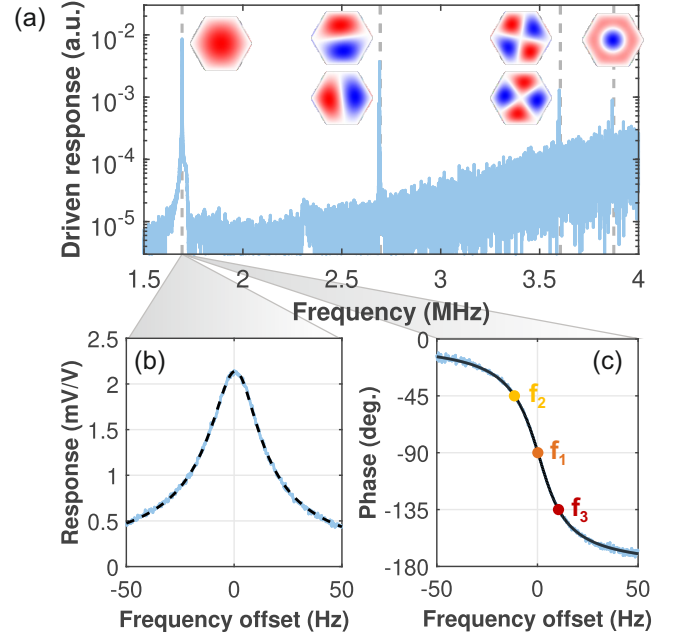 (a)
Driven response (a.u.)
10⁻²
10⁻³
10⁻⁴
10⁻⁵
1.5 2 2.5 3 3.5 4
Frequency (MHz)
(b)
Response (mV/V)
2.5
2
1.5
1
0.5
0
-50 0 50
Frequency offset (Hz)
(c)
Phase (deg.)
0
-45
-90
-135
-180
f₂
f₁
f₃
-50 0 50
Frequency offset (Hz)